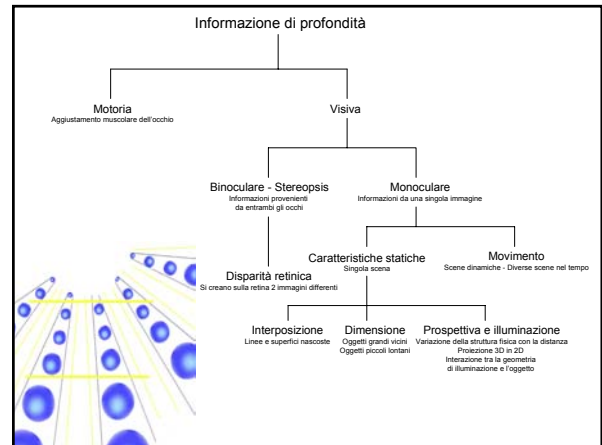 Informazione di profondità
Motoria
Aggiustamento muscolare dell'occhio
Visiva
Binoculare - Stereopsis
Informazioni provenienti
da entrambi gli occhi
Monoculare
Informazioni da una singola immagine
Disparità retinica
Si creano sulla retina 2 immagini differenti
Caratteristiche statiche
Singola scena
Movimento
Scene dinamiche - Diverse scene nel tempo
Interposizione
Linee e superfici nascoste
Dimensione
Oggetti grandi vicini
Oggetti piccoli lontani
Prospettiva e illuminazione
Variazione della struttura fisica con la distanza
Proiezione 3D in 2D
Interazione tra la geometria
di illuminazione e l'oggetto